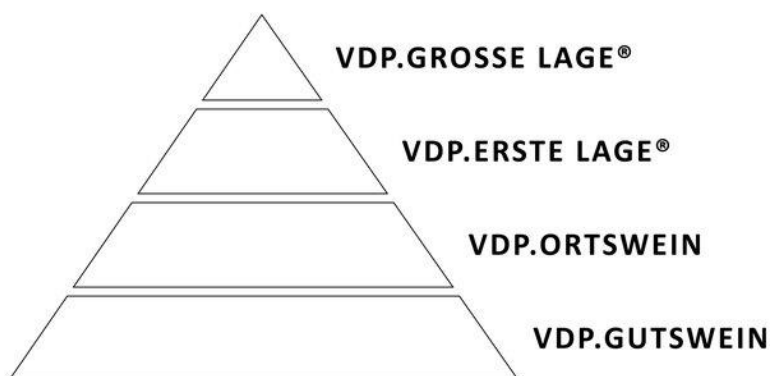 VDP.GROSSE LAGE®
VDP.ERSTE LAGE®
VDP.ORTSWEIN
VDP.GUTSWEIN